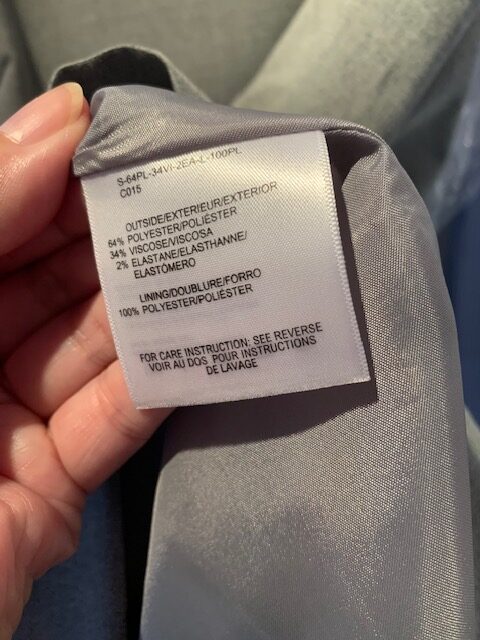 S-64PL-34VI-2EA-L-100PL
C015
OUTSIDE/EXTERIEUR/EXTERIOR
64% POLYESTER/POLIÉSTER
34% VISCOSE/VISCOSA
2% ELASTANE/ELASTHANNE/
ELASTÓMERO
LINING/DOUBLURE/FORRO
100% POLYESTER/POLIÉSTER
FOR CARE INSTRUCTION: SEE REVERSE
VOIR AU DOS POUR INSTRUCTIONS
DE LAVAGE